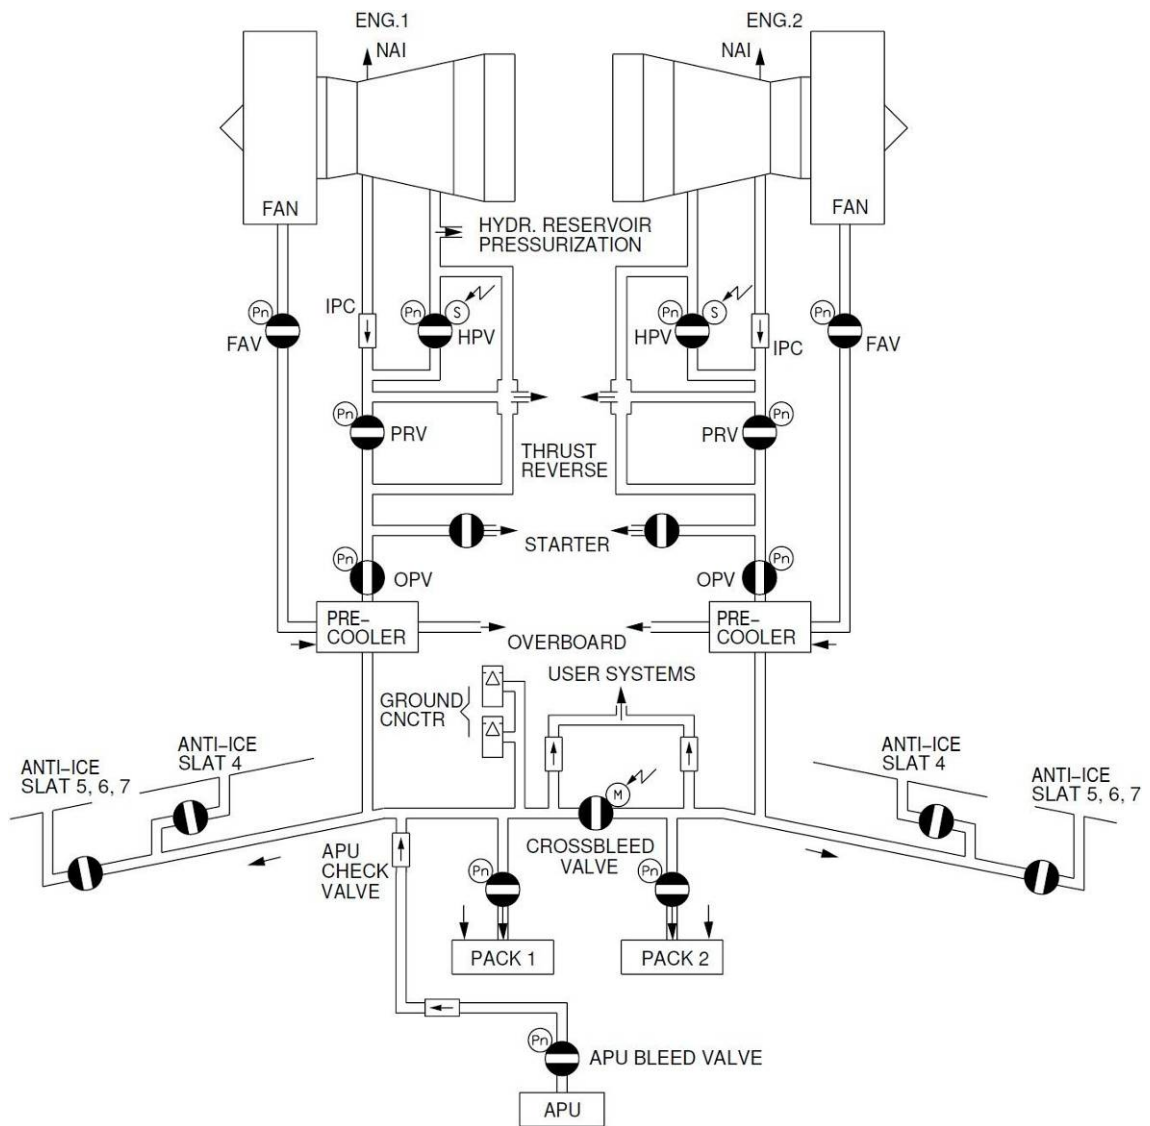 ENG.1
ENG.2
NAI
NAI
FAN
FAN
HYDR. RESERVOIR
PRESSURIZATION
IPC
Pn
Pn
S
Pn
S
Pn
FAV
HPV
HPV
IPC
FAV
Pn
Pn
PRV
PRV
THRUST
REVERSE
STARTER
Pn
Pn
OPV
OPV
PRE-
COOLER
PRE-
COOLER
OVERBOARD
USER SYSTEMS
GROUND
CNCTR
ANTI-ICE
SLAT 4
ANTI-ICE
SLAT 5, 6, 7
ANTI-ICE
SLAT 4
ANTI-ICE
SLAT 5, 6, 7
M
APU
CHECK
VALVE
CROSSBLEED
VALVE
Pn
Pn
PACK 1
PACK 2
Pn
APU BLEED VALVE
APU